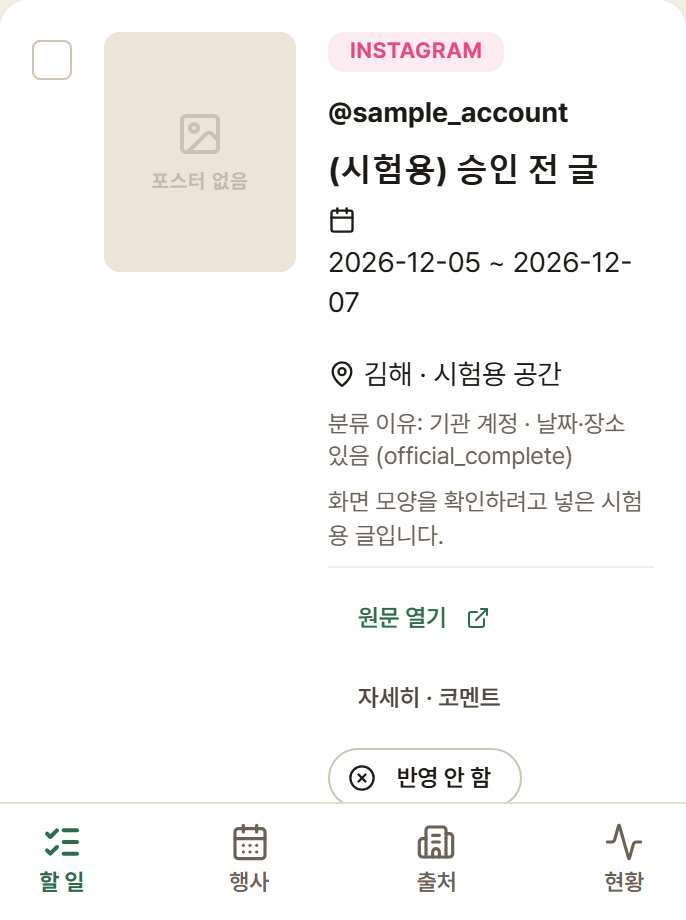 INSTAGRAM
@sample_account
포스터 없음
(시험용) 승인 전 글
2026-12-05 ~ 2026-12-
07
김해 · 시험용 공간
분류 이유: 기관 계정 · 날짜·장소
있음 (official_complete)
화면 모양을 확인하려고 넣은 시험
용 글입니다.
원문 열기
자세히 · 코멘트
반영 안 함
할 일
행사
출처
현황